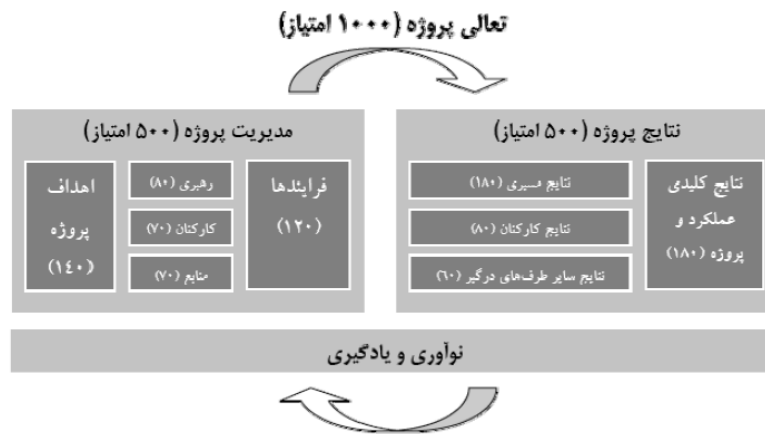 تعالی پروژه (۱۰۰۰ امتیاز)
مدیریت پروژه (۵۰۰ امتیاز)
اهداف
پروژه
(۱٤۰)
رهبری (۸۰)
کارکنان (۷۰)
منابع (۷۰)
فرایندها
(۱۲۰)
نتایج پروژه (۵۰۰ امتیاز)
نتایج مسیری (۱۸۰)
نتایج کارکنان (۸۰)
نتایج سایر طرف‌های درگیر (٦۰)
نتایج کلیدی
عملکرد و
پروژه (۱۸۰)
نوآوری و یادگیری